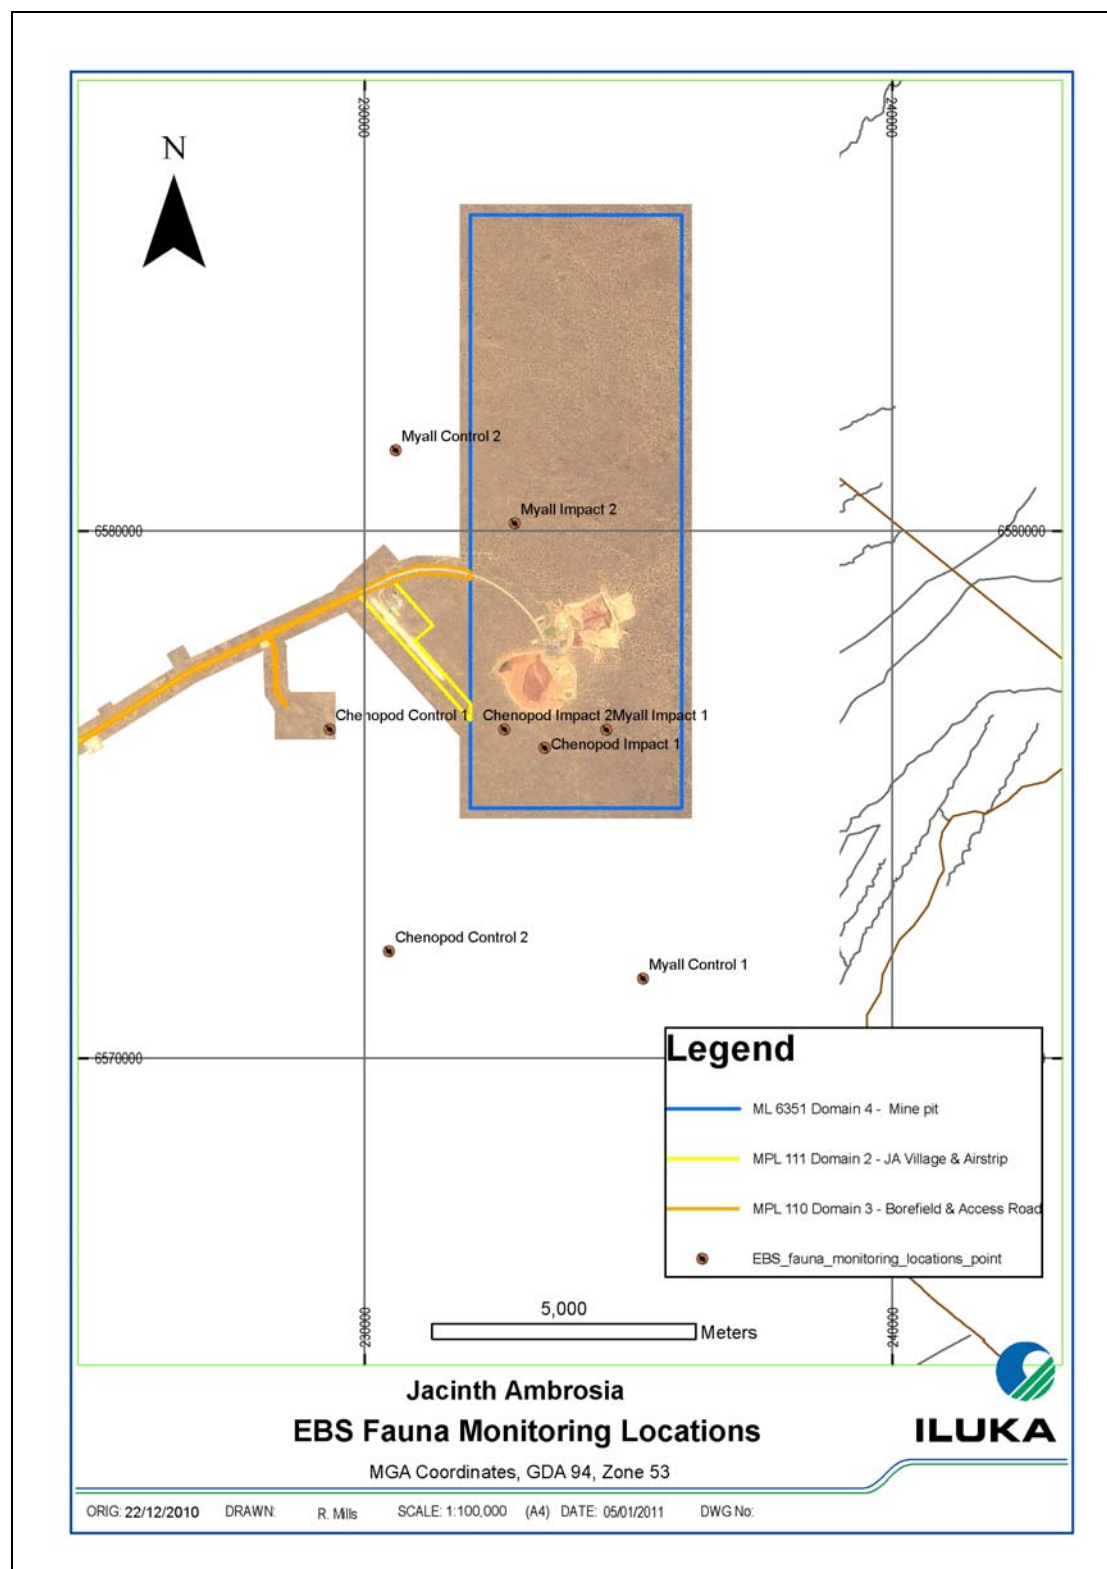 230000
240000
N
Myall Control 2
Myall Impact 2
6580000
6580000
Chenopod Control 1
Chenopod Impact 2
Myall Impact 1
Chenopod Impact 1
Chenopod Control 2
Myall Control 1
6570000
Legend
ML 6351 Domain 4 - Mine pit
MPL 111 Domain 2 - JA Village & Airstrip
MPL 110 Domain 3 - Borefield & Access Road
EBS_fauna_monitoring_locations_point
5,000
Meters
230000
240000
Jacinth Ambrosia
EBS Fauna Monitoring Locations
ILUKA
MGA Coordinates, GDA 94, Zone 53
ORIG: 22/12/2010 DRAWN: R. Mills SCALE: 1:100,000 (A4) DATE: 05/01/2011 DWG No: